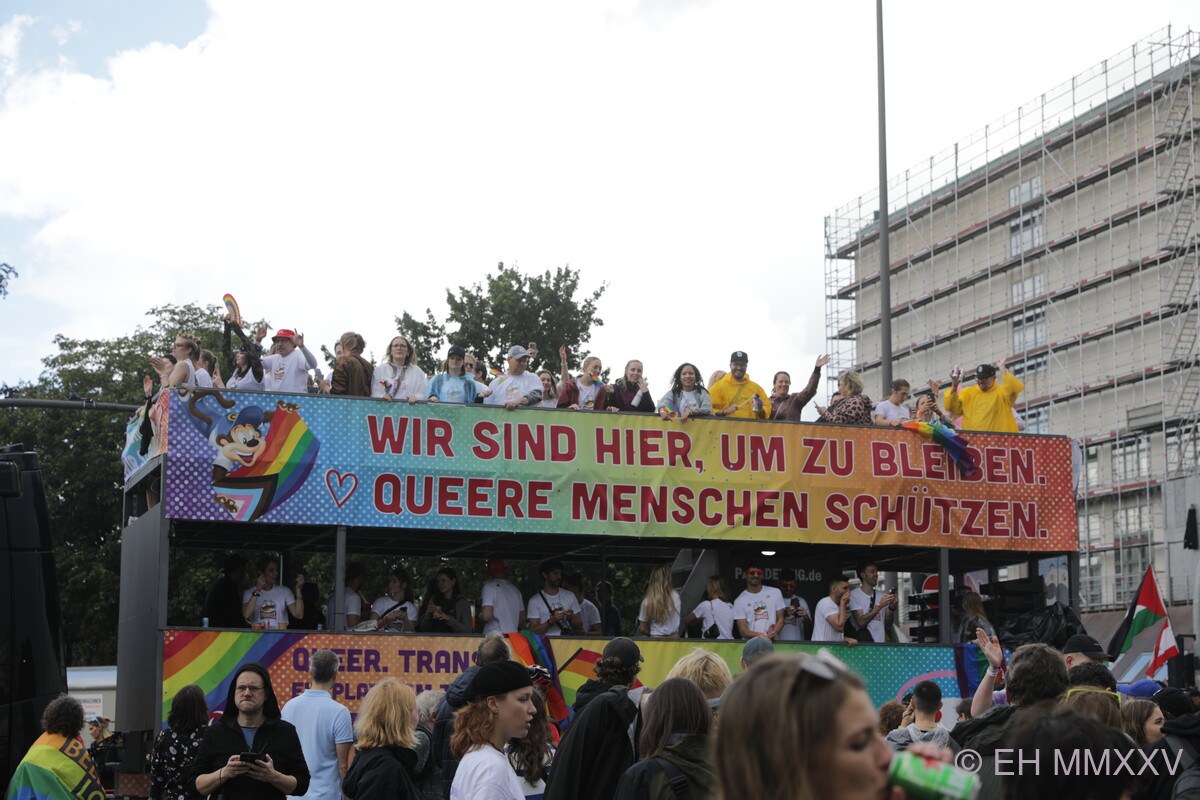 WIR SIND HIER, UM ZU BLEIBEN.
QUEERE MENSCHEN SCHÜTZEN.
QUEER. TRANS
© EH MMXXV